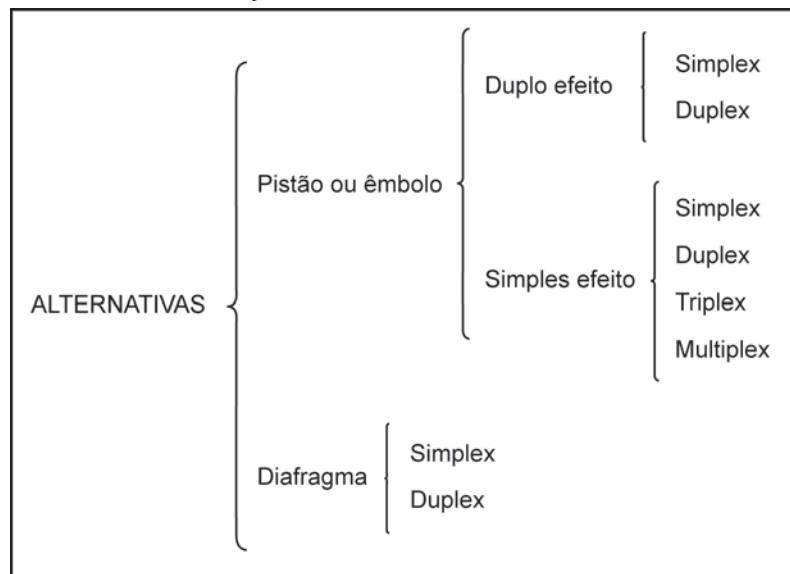 Duplo efeito
Simplex
Duplex
Pistão ou êmbolo
Simples efeito
Simplex
Duplex
Triplex
Multiplex
ALTERNATIVAS
Diafragma
Simplex
Duplex